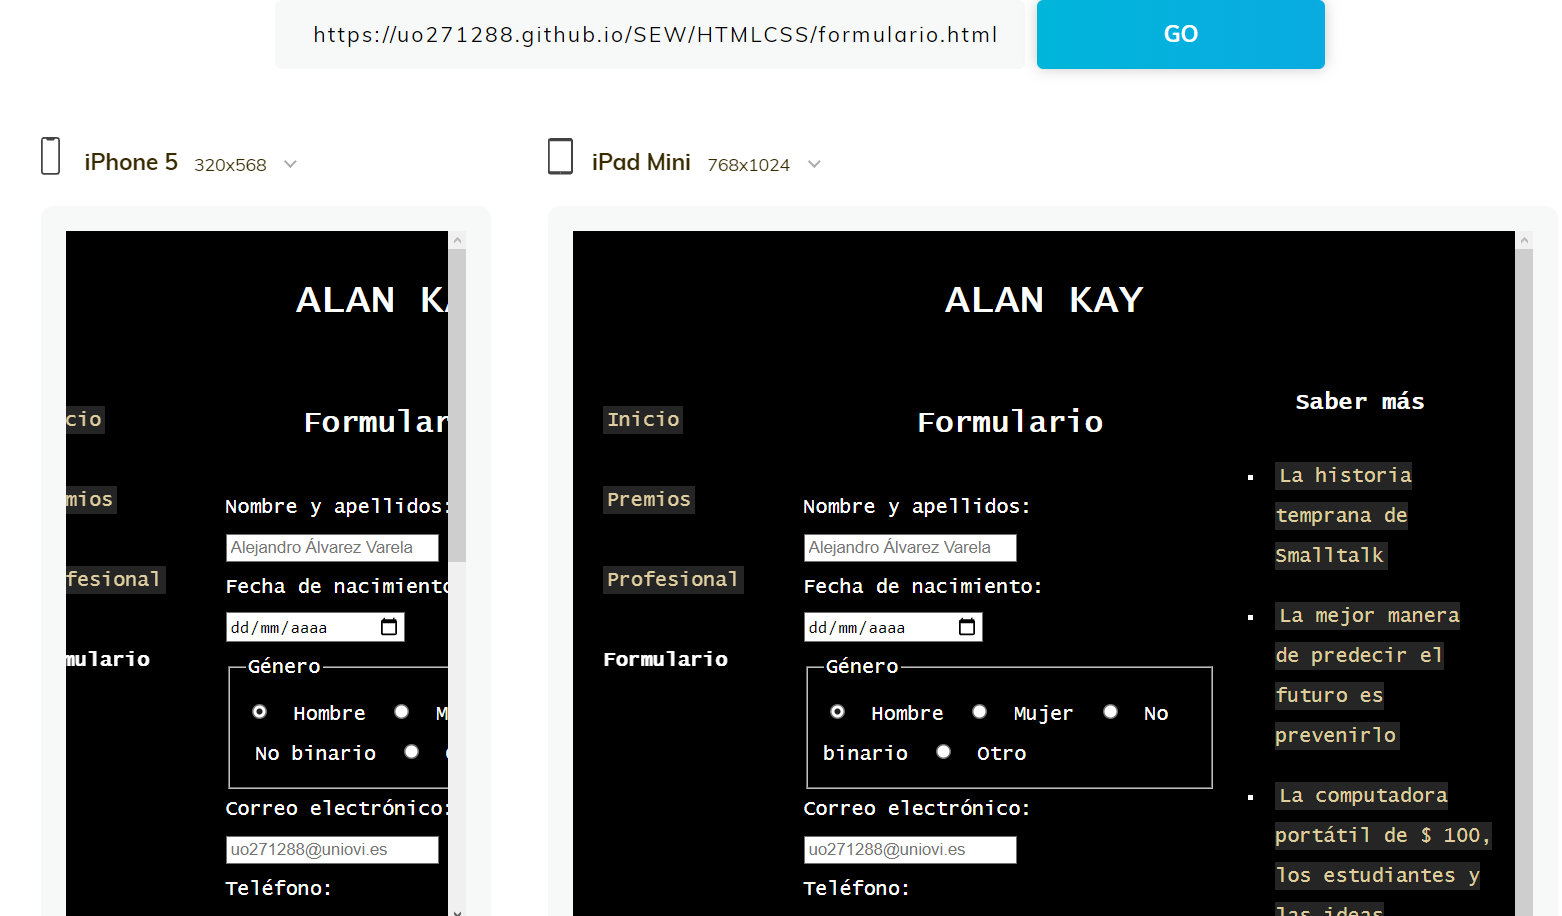 https://uo271288.github.io/SEW/HTMLCSS/formulario.html
GO
iPhone 5 320x568
iPad Mini 768x1024
ALAN KA
cio
mios
fesional
mulario
Formular
Nombre y apellidos:
Alejandro Álvarez Varela
Fecha de nacimiento
dd/mm/aaaa
Género
Hombre M
No binario
Correo electrónico:
uo271288@uniovi.es
Teléfono:
ALAN KAY
Inicio
Premios
Profesional
Formulario
Formulario
Nombre y apellidos:
Alejandro Álvarez Varela
Fecha de nacimiento:
dd/mm/aaaa
Género
Hombre Mujer No
binario Otro
Correo electrónico:
uo271288@uniovi.es
Teléfono:
Saber más
La historia
temprana de
Smalltalk
La mejor manera
de predecir el
futuro es
prevenirlo
La computadora
portátil de $ 100,
los estudiantes y
las ideas